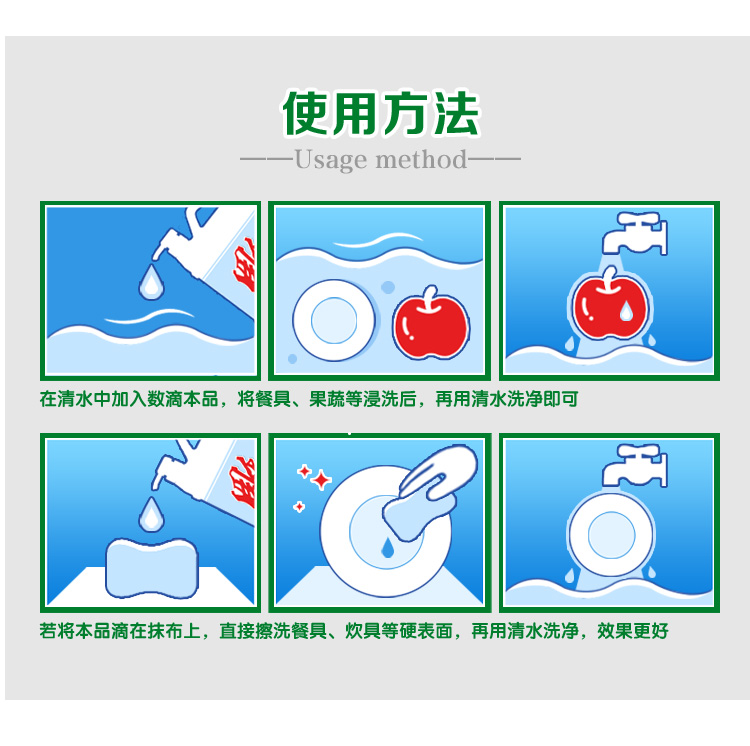 使用方法
——Usage method——
在清水中加入数滴本品，将餐具、果蔬等浸洗后，再用清水洗净即可
若将本品滴在抹布上，直接擦洗餐具、炊具等硬表面，再用清水洗净，效果更好